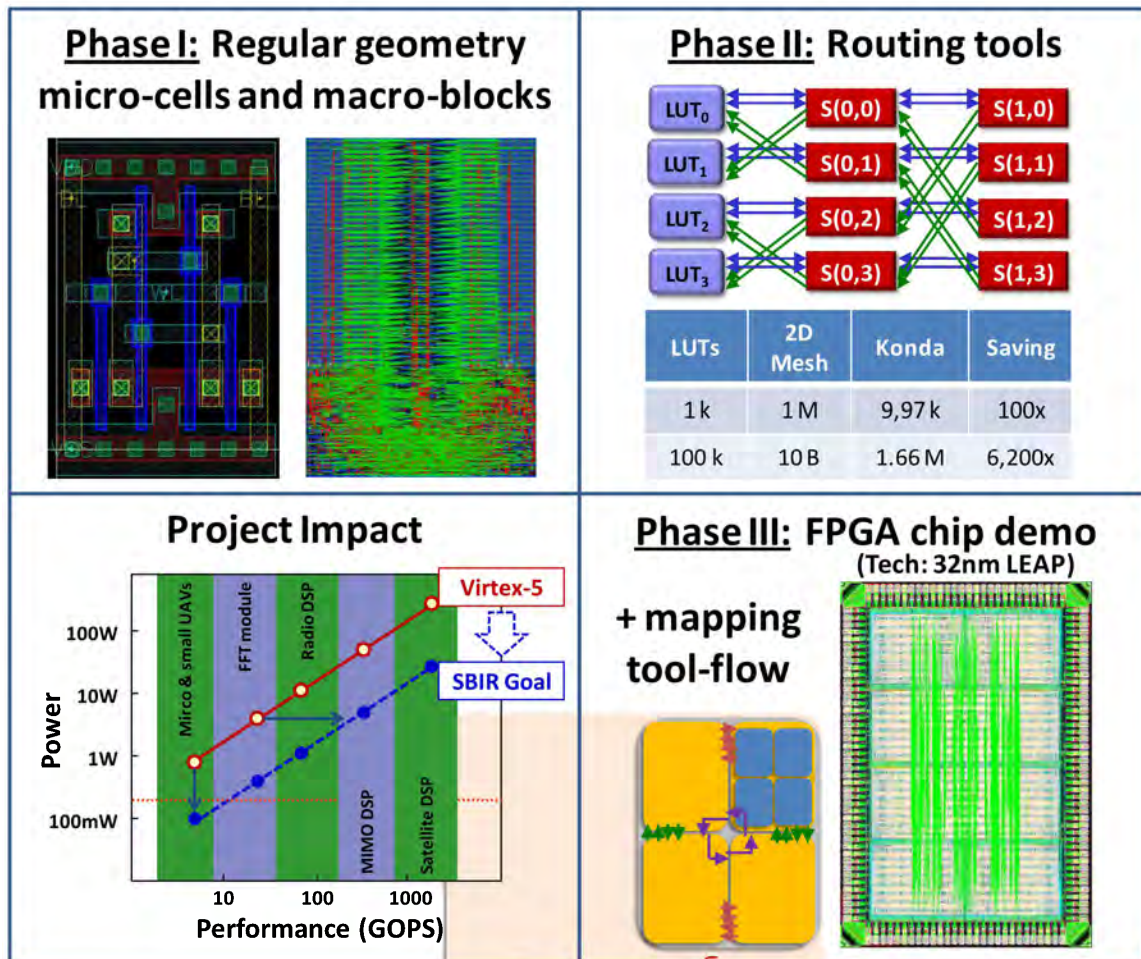 Phase I: Regular geometry
micro-cells and macro-blocks
Phase II: Routing tools
LUT₀ S(0,0) S(1,0)
LUT₁ S(0,1) S(1,1)
LUT₂ S(0,2) S(1,2)
LUT₃ S(0,3) S(1,3)
LUTs 2D Mesh Konda Saving
1 k 1 M 9,97 k 100x
100 k 10 B 1.66 M 6,200x
Project Impact
Power
100W
10W
1W
100mW
Mirco & small UAVs
FFT module
Radio DSP
MIMO DSP
Satellite DSP
Virtex-5
SBIR Goal
10 100 1000
Performance (GOPS)
Phase III: FPGA chip demo
(Tech: 32nm LEAP)
+ mapping
tool-flow